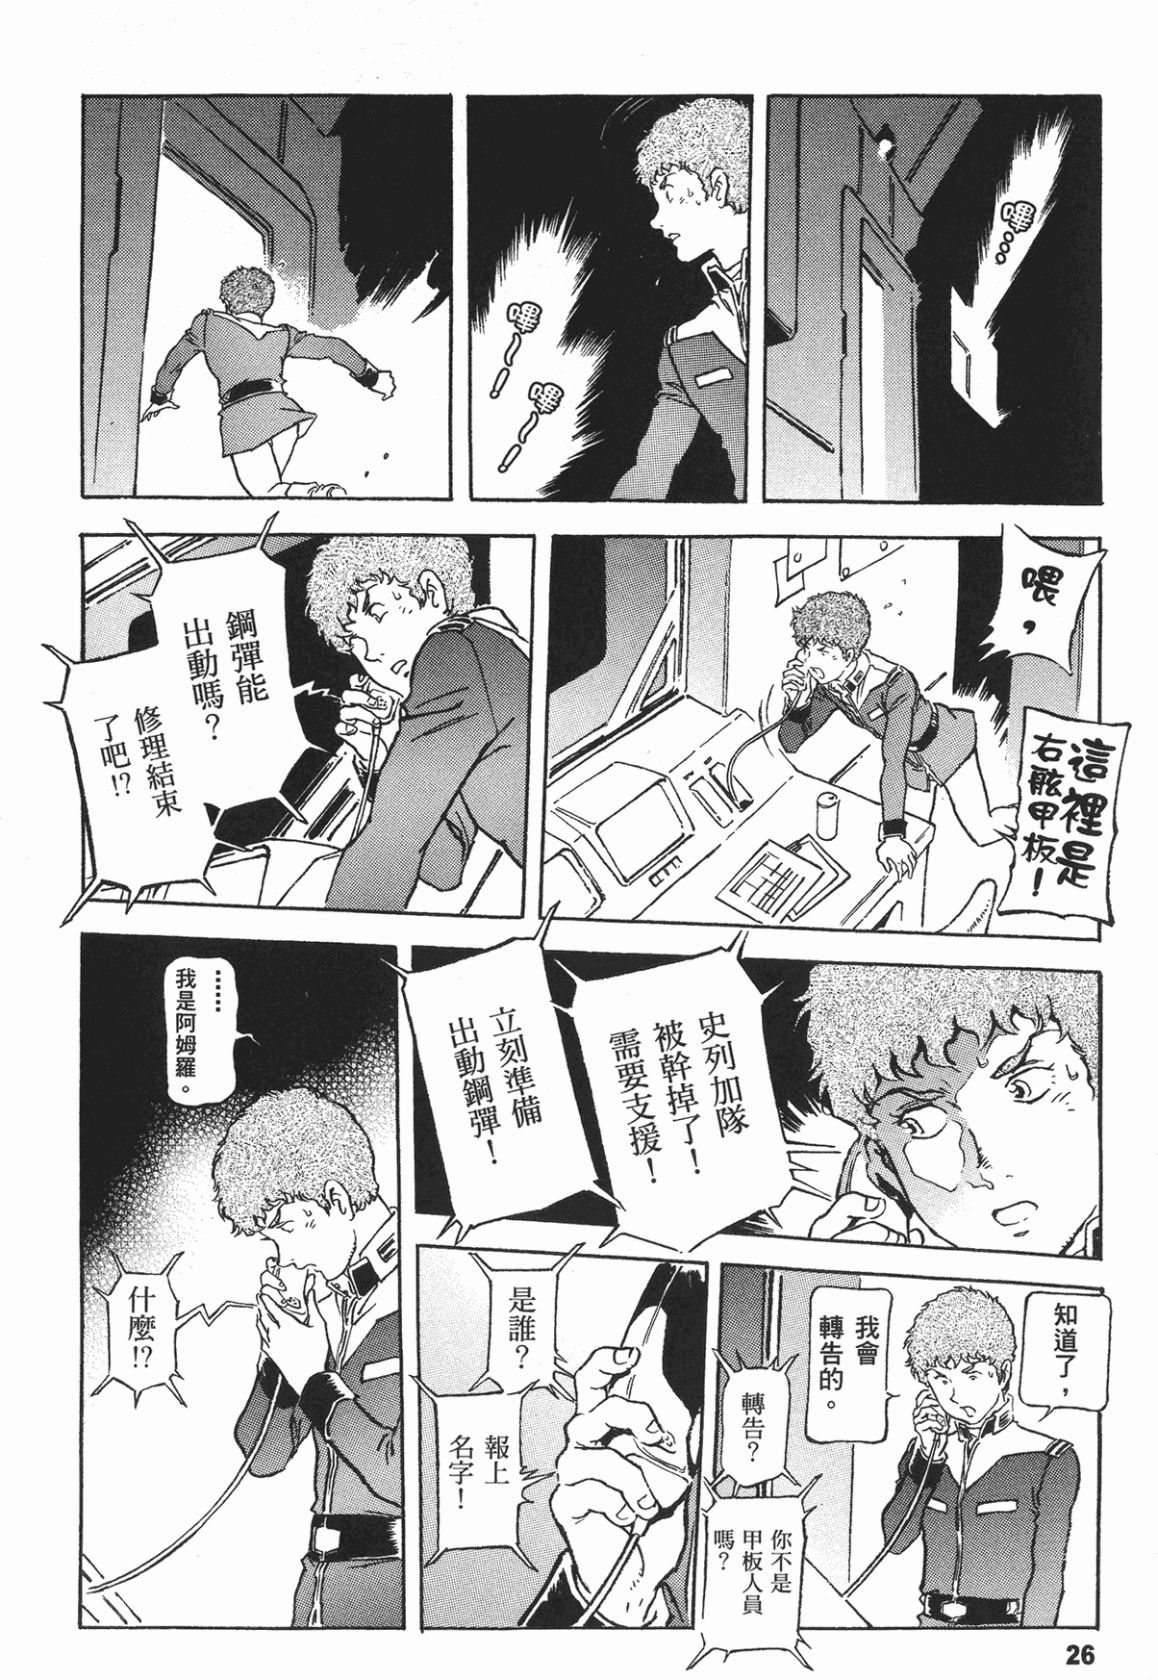 嗶…
嗶～！
嗶～！
喂，
這裡是
右舷甲板！
鋼彈能
出動嗎？
修理結束
了吧!?
史列加隊
被幹掉了！
需要支援！
立刻準備
出動鋼彈！
知道了，
我會
轉告的。
轉告？
你不是
甲板人員
嗎？
是誰？
報上
名字！
……
我是阿姆羅。
什麼!?
26